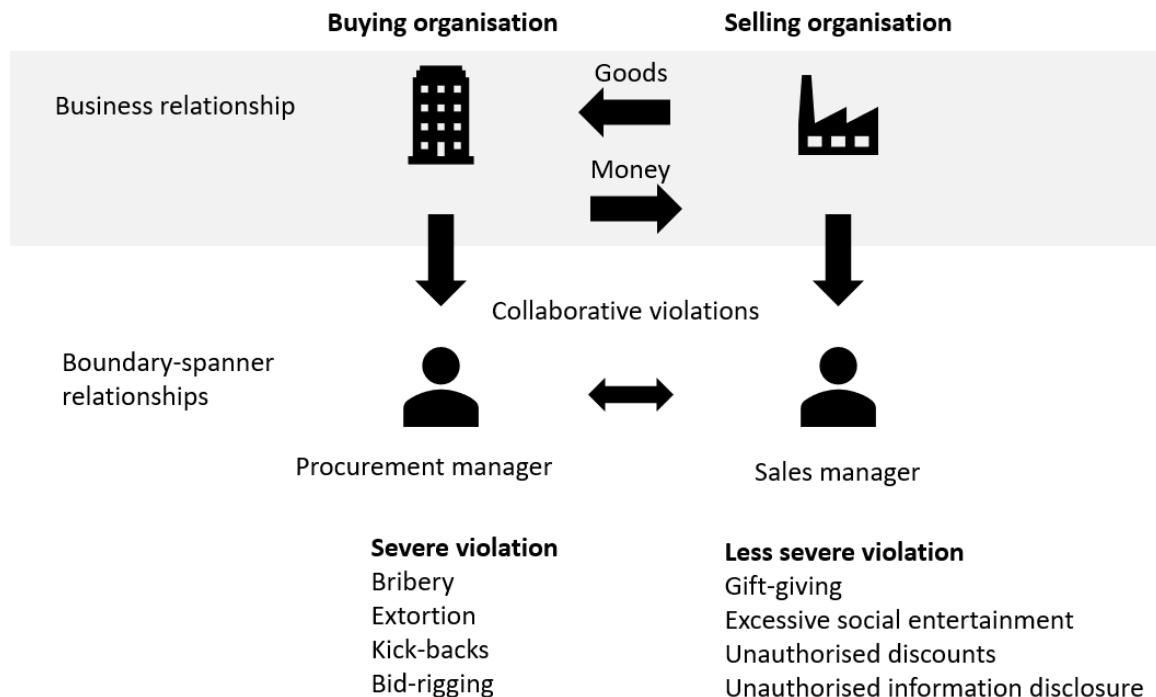 Buying organisation
Selling organisation
Business relationship
Goods
Money
Collaborative violations
Boundary-spanner
relationships
Procurement manager
Sales manager
Severe violation
Bribery
Extortion
Kick-backs
Bid-rigging
Less severe violation
Gift-giving
Excessive social entertainment
Unauthorised discounts
Unauthorised information disclosure